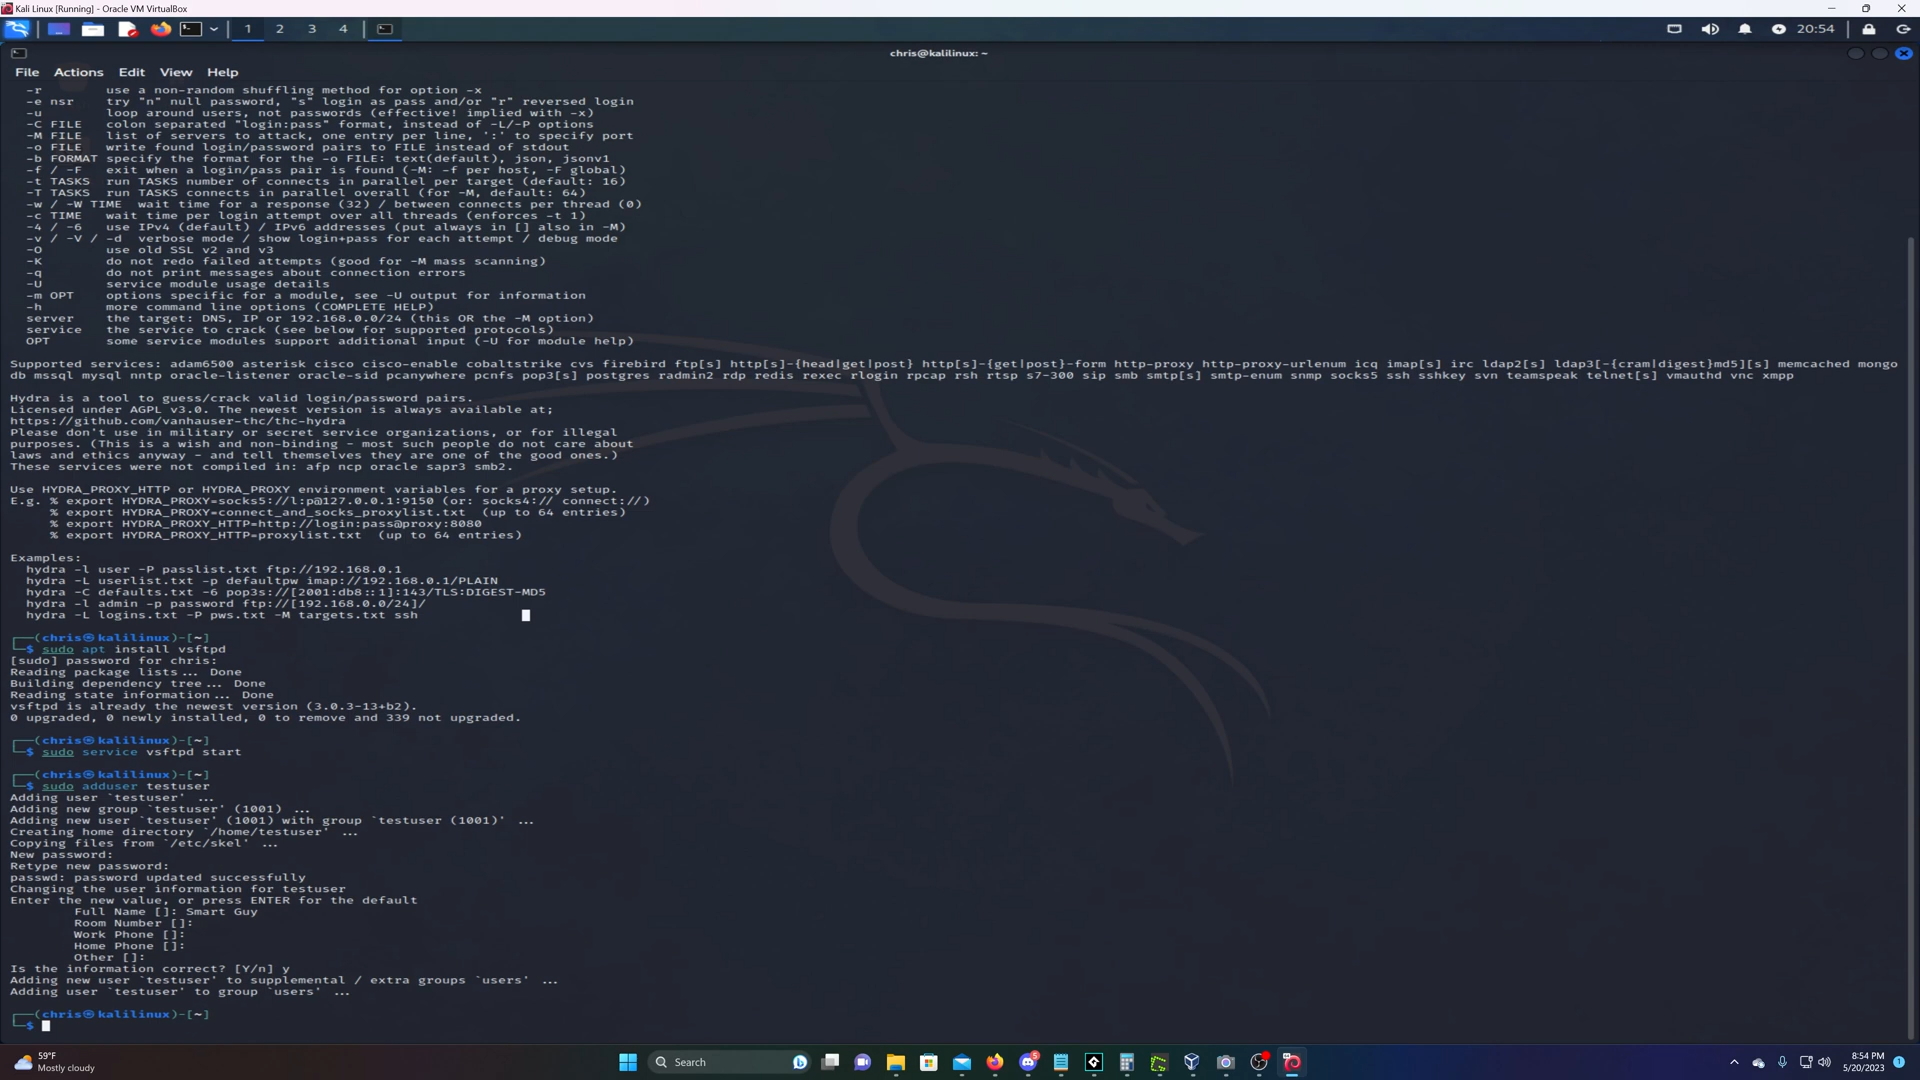 Kali Linux [Running] - Oracle VM VirtualBox
1 2 3 4 20:54
chris@kalilinux: ~
File Actions Edit View Help
-r use a non-random shuffling method for option -x
-e nsr try "n" null password, "s" login as pass and/or "r" reversed login
-u loop around users, not passwords (effective! implied with -x)
-C FILE colon separated "login:pass" format, instead of -L/-P options
-M FILE list of servers to attack, one entry per line, ':' to specify port
-o FILE write found login/password pairs to FILE instead of stdout
-b FORMAT specify the format for the -o FILE: text(default), json, jsonv1
-f / -F exit when a login/pass pair is found (-M: -f per host, -F global)
-t TASKS run TASKS number of connects in parallel per target (default: 16)
-T TASKS run TASKS connects in parallel overall (for -M, default: 64)
-w / -W TIME wait time for a response (32) / between connects per thread (0)
-c TIME wait time per login attempt over all threads (enforces -t 1)
-4 / -6 use IPv4 (default) / IPv6 addresses (put always in [] also in -M)
-v / -V / -d verbose mode / show login+pass for each attempt / debug mode
-O use old SSL v2 and v3
-K do not redo failed attempts (good for -M mass scanning)
-q do not print messages about connection errors
-U service module usage details
-m OPT options specific for a module, see -U output for information
-h more command line options (COMPLETE HELP)
server the target: DNS, IP or 192.168.0.0/24 (this OR the -M option)
service the service to crack (see below for supported protocols)
OPT some service modules support additional input (-U for module help)
Supported services: adam6500 asterisk cisco cisco-enable cobaltstrike cvs firebird ftp[s] http[s]-{head|get|post} http[s]-{get|post}-form http-proxy http-proxy-urlenum icq imap[s] irc ldap2[s] ldap3[-{cram|digest}md5][s] memcached mongo
db mssql mysql nntp oracle-listener oracle-sid pcanywhere pcnfs pop3[s] postgres radmin2 rdp redis rexec rlogin rpcap rsh rtsp s7-300 sip smb smtp[s] smtp-enum snmp socks5 ssh sshkey svn teamspeak telnet[s] vmauthd vnc xmpp
Hydra is a tool to guess/crack valid login/password pairs.
Licensed under AGPL v3.0. The newest version is always available at;
https://github.com/vanhauser-thc/thc-hydra
Please don't use in military or secret service organizations, or for illegal
purposes. (This is a wish and non-binding - most such people do not care about
laws and ethics anyway - and tell themselves they are one of the good ones.)
These services were not compiled in: afp ncp oracle sapr3 smb2.
Use HYDRA_PROXY_HTTP or HYDRA_PROXY environment variables for a proxy setup.
E.g. % export HYDRA_PROXY=socks5://l:p@127.0.0.1:9150 (or: socks4:// connect://)
% export HYDRA_PROXY=connect_and_socks_proxylist.txt (up to 64 entries)
% export HYDRA_PROXY_HTTP=http://login:pass@proxy:8080
% export HYDRA_PROXY_HTTP=proxylist.txt (up to 64 entries)
Examples:
hydra -l user -P passlist.txt ftp://192.168.0.1
hydra -L userlist.txt -p defaultpw imap://192.168.0.1/PLAIN
hydra -C defaults.txt -6 pop3s://[2001:db8::1]:143/TLS:DIGEST-MD5
hydra -l admin -p password ftp://[192.168.0.0/24]/
hydra -L logins.txt -P pws.txt -M targets.txt ssh
┌──(chris㉿kalilinux)-[~]
└─$ sudo apt install vsftpd
[sudo] password for chris:
Reading package lists... Done
Building dependency tree... Done
Reading state information... Done
vsftpd is already the newest version (3.0.3-13+b2).
0 upgraded, 0 newly installed, 0 to remove and 339 not upgraded.
┌──(chris㉿kalilinux)-[~]
└─$ sudo service vsftpd start
┌──(chris㉿kalilinux)-[~]
└─$ sudo adduser testuser
Adding user `testuser' ...
Adding new group `testuser' (1001) ...
Adding new user `testuser' (1001) with group `testuser (1001)' ...
Creating home directory `/home/testuser' ...
Copying files from `/etc/skel' ...
New password:
Retype new password:
passwd: password updated successfully
Changing the user information for testuser
Enter the new value, or press ENTER for the default
Full Name []: Smart Guy
Room Number []:
Work Phone []:
Home Phone []:
Other []:
Is the information correct? [Y/n] y
Adding new user `testuser' to supplemental / extra groups `users' ...
Adding user `testuser' to group `users' ...
┌──(chris㉿kalilinux)-[~]
└─$
59°F
Mostly cloudy
Search
8:54 PM
5/20/2023